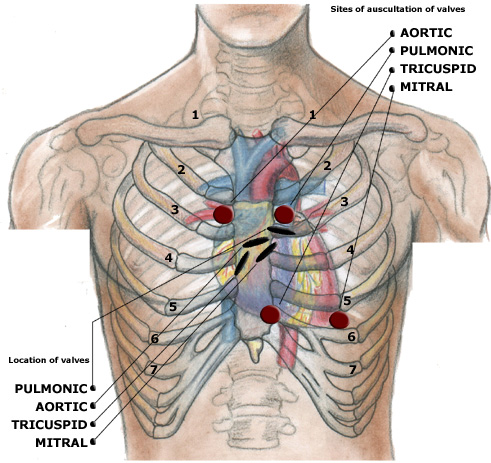 Sites of auscultation of valves
AORTIC
PULMONIC
TRICUSPID
MITRAL
1 1
2 2
3 3
4 4
5 5
6 6
7 7
Location of valves
PULMONIC
AORTIC
TRICUSPID
MITRAL